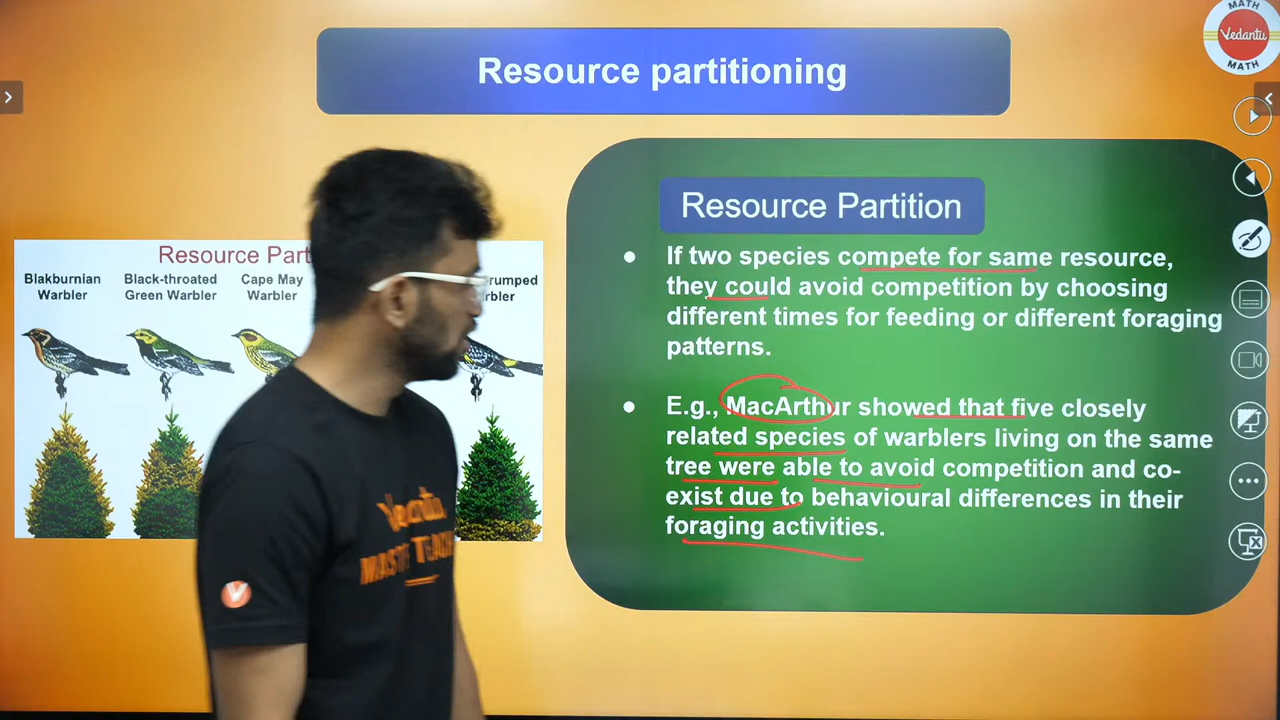 MATH
Vedantu
MATH
Resource partitioning
Resource Partition
If two species compete for same resource,
they could avoid competition by choosing
different times for feeding or different foraging
patterns.
E.g., MacArthur showed that five closely
related species of warblers living on the same
tree were able to avoid competition and co-
exist due to behavioural differences in their
foraging activities.
Resource Part
Blakburnian
Warbler
Black-throated
Green Warbler
Cape May
Warbler
rumped
rbler
Vedantu